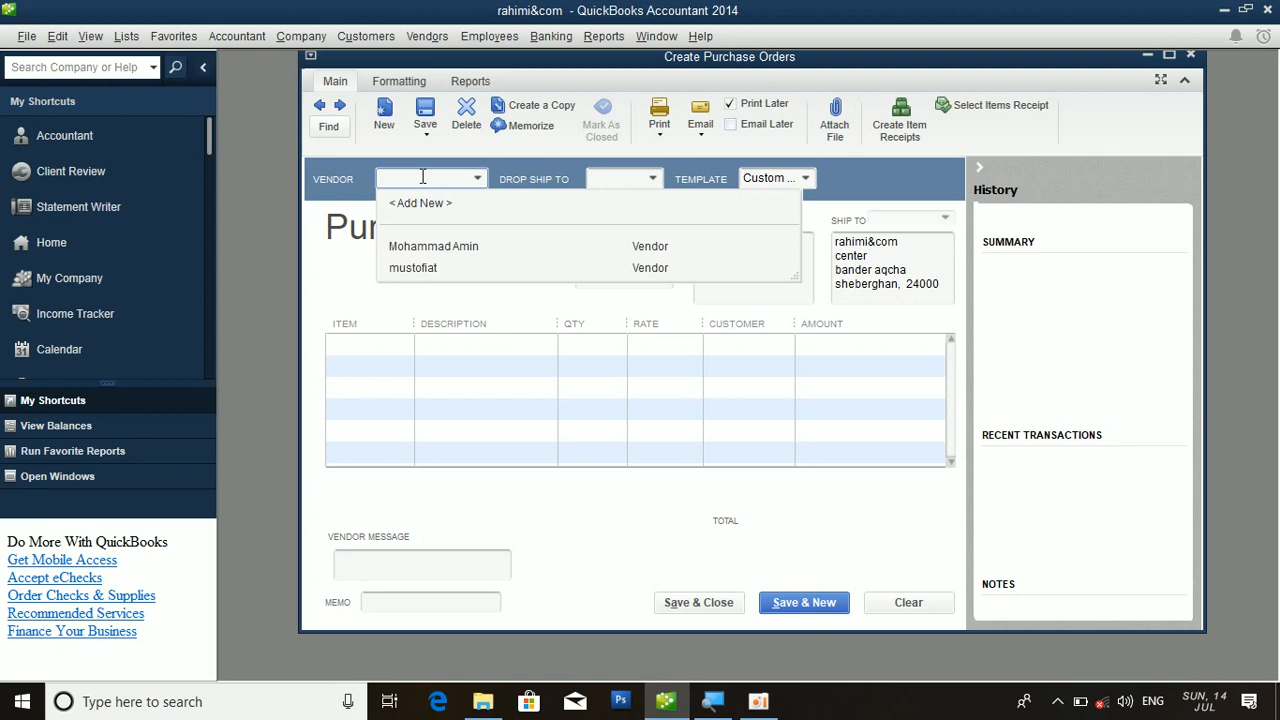 rahimi&com - QuickBooks Accountant 2014
File Edit View Lists Favorites Accountant Company Customers Vendors Employees Banking Reports Window Help
Search Company or Help
My Shortcuts
Accountant
Client Review
Statement Writer
Home
My Company
Income Tracker
Calendar
My Shortcuts
View Balances
Run Favorite Reports
Open Windows
Do More With QuickBooks
Get Mobile Access
Accept eChecks
Order Checks & Supplies
Recommended Services
Finance Your Business
Create Purchase Orders
Main Formatting Reports
Find
New
Save
Delete
Create a Copy
Memorize
Mark As
Closed
Print
Email
Print Later
Email Later
Attach
File
Create Item
Receipts
Select Items Receipt
VENDOR DROP SHIP TO TEMPLATE Custom ...
< Add New >
Mohammad Amin Vendor
mustofiat Vendor
Pur
SHIP TO
rahimi&com
center
bander aqcha
sheberghan, 24000
ITEM DESCRIPTION QTY RATE CUSTOMER AMOUNT
TOTAL
VENDOR MESSAGE
MEMO
Save & Close Save & New Clear
History
SUMMARY
RECENT TRANSACTIONS
NOTES
Type here to search
Ps
ENG
SUN, 14
JUL